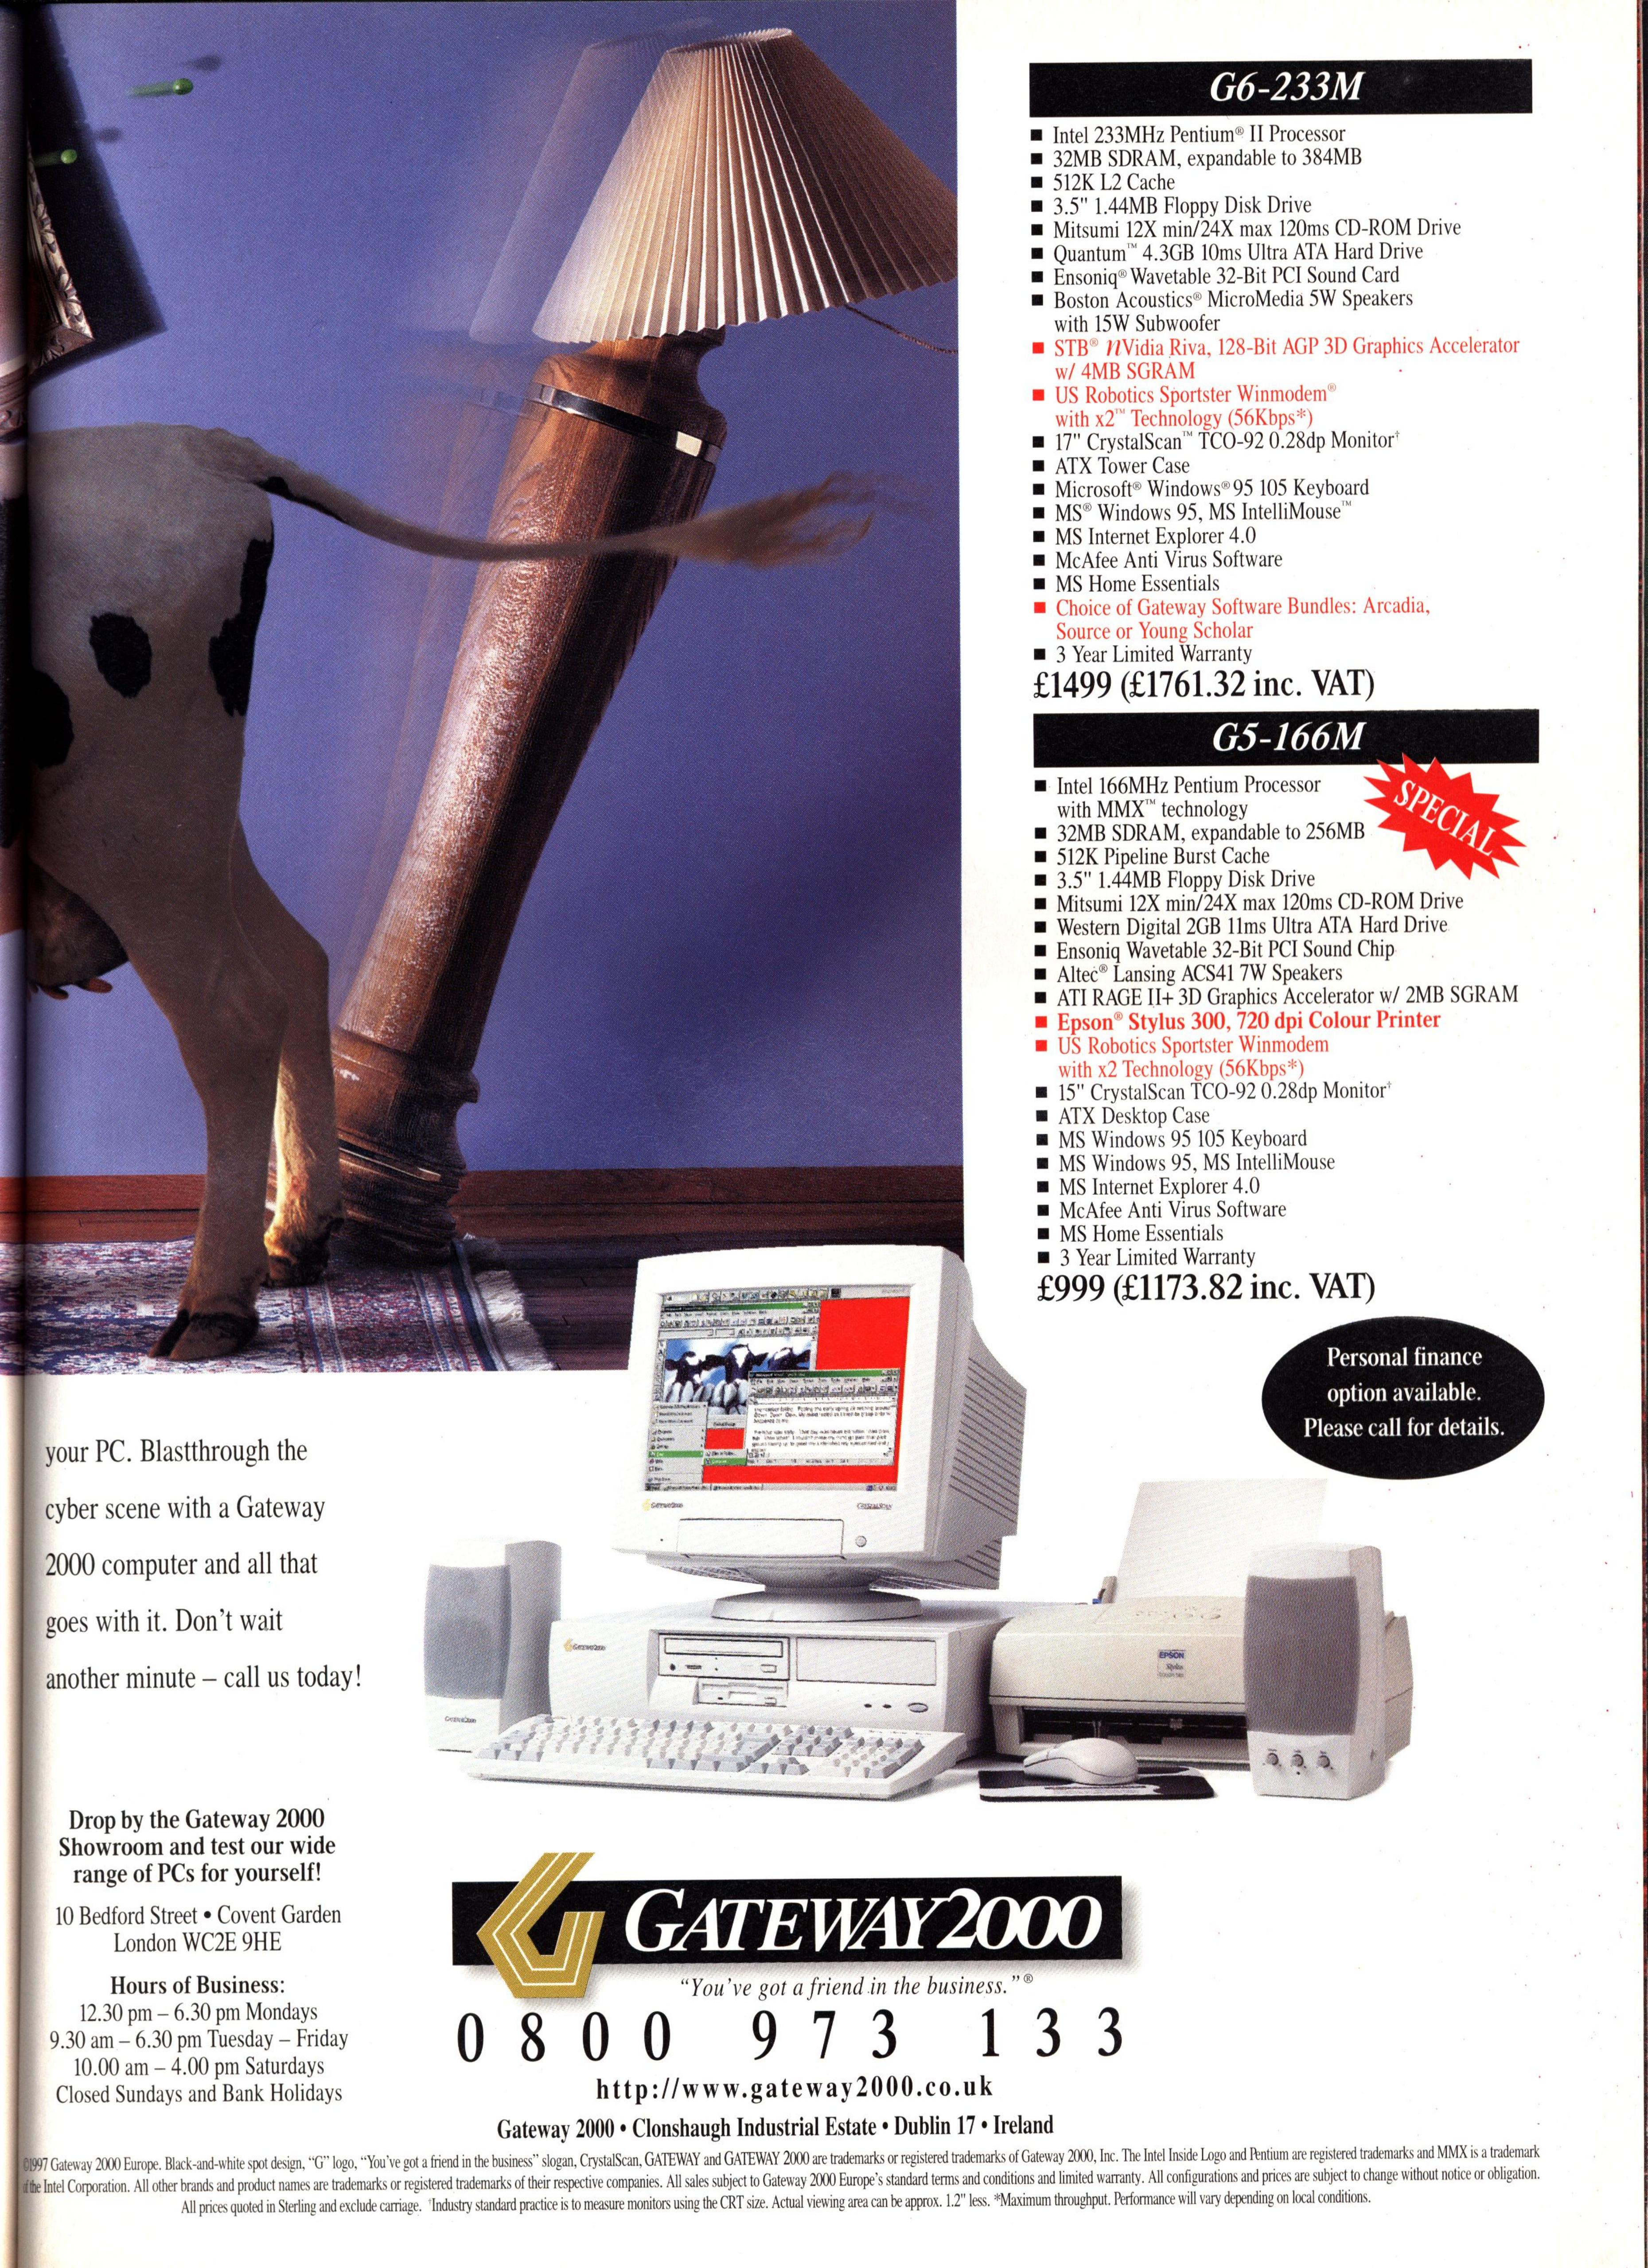 G6-233M
■ Intel 233MHz Pentium® II Processor
■ 32MB SDRAM, expandable to 384MB
■ 512K L2 Cache
■ 3.5" 1.44MB Floppy Disk Drive
■ Mitsumi 12X min/24X max 120ms CD-ROM Drive
■ Quantum™ 4.3GB 10ms Ultra ATA Hard Drive
■ Ensoniq® Wavetable 32-Bit PCI Sound Card
■ Boston Acoustics® MicroMedia 5W Speakers
with 15W Subwoofer
■ STB® nVidia Riva, 128-Bit AGP 3D Graphics Accelerator
w/ 4MB SGRAM
■ US Robotics Sportster Winmodem®
with x2™ Technology (56Kbps*)
■ 17" CrystalScan™ TCO-92 0.28dp Monitor†
■ ATX Tower Case
■ Microsoft® Windows® 95 105 Keyboard
■ MS® Windows 95, MS IntelliMouse™
■ MS Internet Explorer 4.0
■ McAfee Anti Virus Software
■ MS Home Essentials
■ Choice of Gateway Software Bundles: Arcadia,
Source or Young Scholar
■ 3 Year Limited Warranty
£1499 (£1761.32 inc. VAT)
G5-166M
SPECIAL
■ Intel 166MHz Pentium Processor
with MMX™ technology
■ 32MB SDRAM, expandable to 256MB
■ 512K Pipeline Burst Cache
■ 3.5" 1.44MB Floppy Disk Drive
■ Mitsumi 12X min/24X max 120ms CD-ROM Drive
■ Western Digital 2GB 11ms Ultra ATA Hard Drive
■ Ensoniq Wavetable 32-Bit PCI Sound Chip
■ Altec® Lansing ACS41 7W Speakers
■ ATI RAGE II+ 3D Graphics Accelerator w/ 2MB SGRAM
■ Epson® Stylus 300, 720 dpi Colour Printer
■ US Robotics Sportster Winmodem
with x2 Technology (56Kbps*)
■ 15" CrystalScan TCO-92 0.28dp Monitor†
■ ATX Desktop Case
■ MS Windows 95 105 Keyboard
■ MS Windows 95, MS IntelliMouse
■ MS Internet Explorer 4.0
■ McAfee Anti Virus Software
■ MS Home Essentials
■ 3 Year Limited Warranty
£999 (£1173.82 inc. VAT)
Personal finance
option available.
Please call for details.
your PC. Blastthrough the
cyber scene with a Gateway
2000 computer and all that
goes with it. Don't wait
another minute – call us today!
GATEWAY2000
CRYSTALSCAN
GATEWAY2000
EPSON
Stylus
GATEWAY2000
Drop by the Gateway 2000
Showroom and test our wide
range of PCs for yourself!
10 Bedford Street • Covent Garden
London WC2E 9HE
Hours of Business:
12.30 pm – 6.30 pm Mondays
9.30 am – 6.30 pm Tuesday – Friday
10.00 am – 4.00 pm Saturdays
Closed Sundays and Bank Holidays
GATEWAY2000
"You've got a friend in the business."®
0800 973 133
http://www.gateway2000.co.uk
Gateway 2000 • Clonshaugh Industrial Estate • Dublin 17 • Ireland
©1997 Gateway 2000 Europe. Black-and-white spot design, "G" logo, "You've got a friend in the business" slogan, CrystalScan, GATEWAY and GATEWAY 2000 are trademarks or registered trademarks of Gateway 2000, Inc. The Intel Inside Logo and Pentium are registered trademarks and MMX is a trademark
of the Intel Corporation. All other brands and product names are trademarks or registered trademarks of their respective companies. All sales subject to Gateway 2000 Europe's standard terms and conditions and limited warranty. All configurations and prices are subject to change without notice or obligation.
All prices quoted in Sterling and exclude carriage. †Industry standard practice is to measure monitors using the CRT size. Actual viewing area can be approx. 1.2" less. *Maximum throughput. Performance will vary depending on local conditions.